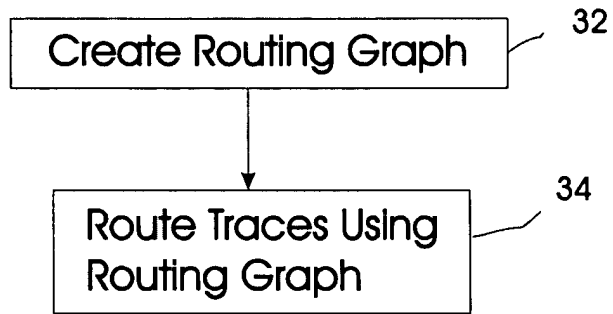 Create Routing Graph
32
Route Traces Using
Routing Graph
34